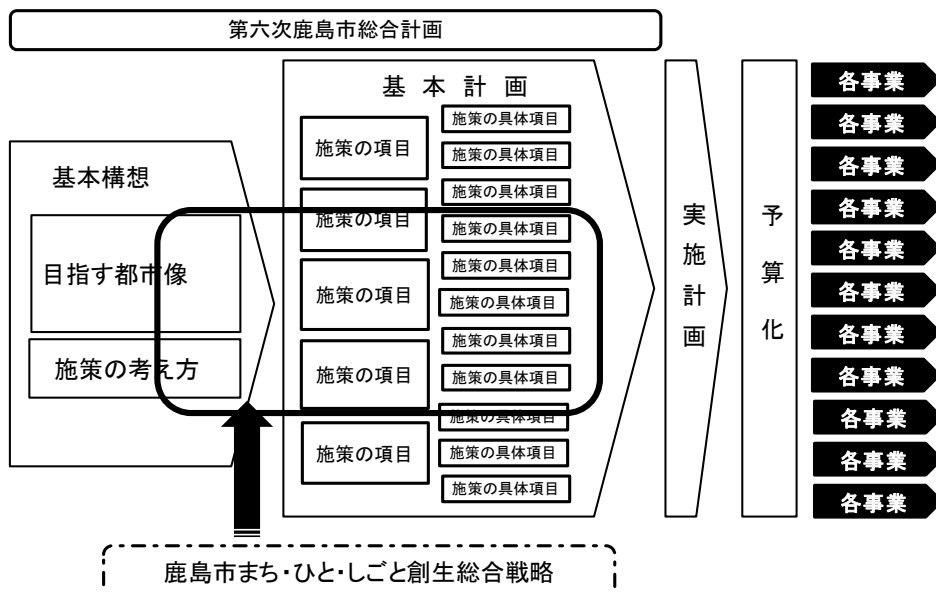 第六次鹿島市総合計画
基本構想
目指す都市像
施策の考え方
基本計画
施策の項目
施策の項目
施策の項目
施策の項目
施策の項目
施策の具体項目
施策の具体項目
施策の具体項目
施策の具体項目
施策の具体項目
施策の具体項目
施策の具体項目
施策の具体項目
施策の具体項目
施策の具体項目
施策の具体項目
実施計画
予算化
各事業
各事業
各事業
各事業
各事業
各事業
各事業
各事業
各事業
各事業
各事業
鹿島市まち・ひと・しごと創生総合戦略